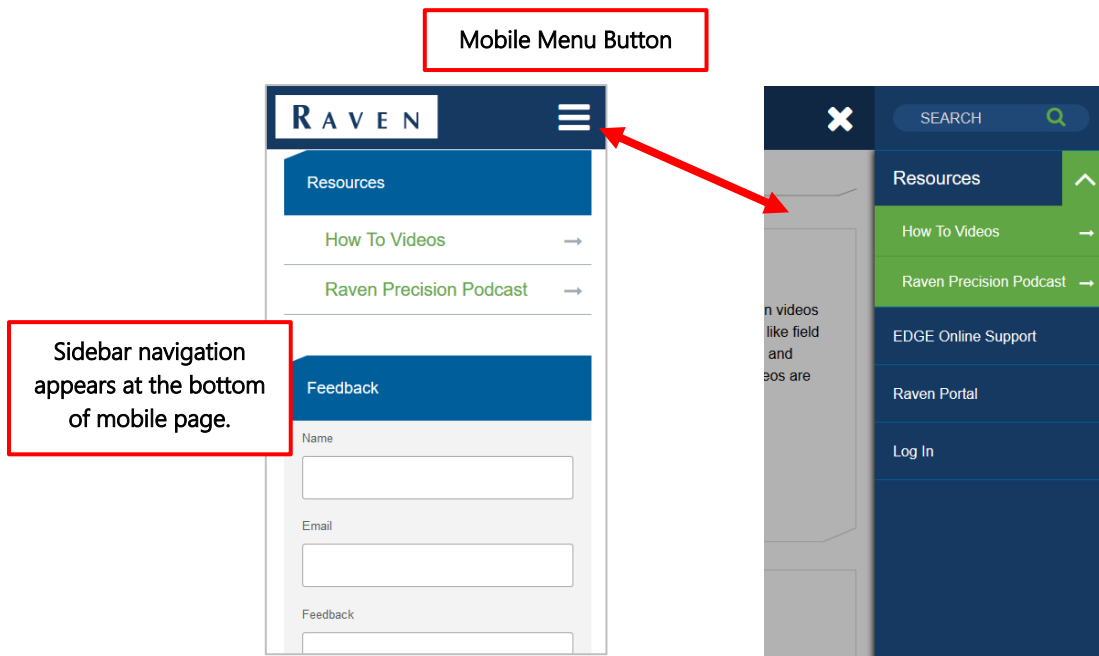 Mobile Menu Button
RAVEN
Resources
How To Videos
Raven Precision Podcast
Sidebar navigation
appears at the bottom
of mobile page.
Feedback
Name
Email
Feedback
SEARCH
Resources
How To Videos
Raven Precision Podcast
EDGE Online Support
Raven Portal
Log In
n videos
like field
and
eos are